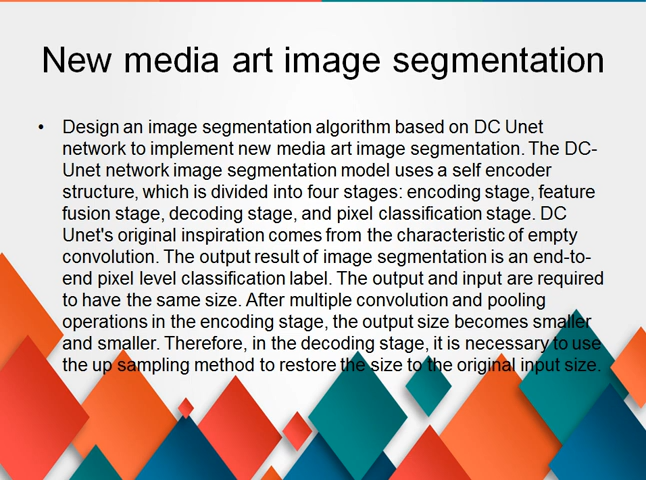 New media art image segmentation
• Design an image segmentation algorithm based on DC Unet
network to implement new media art image segmentation. The DC-
Unet network image segmentation model uses a self encoder
structure, which is divided into four stages: encoding stage, feature
fusion stage, decoding stage, and pixel classification stage. DC
Unet's original inspiration comes from the characteristic of empty
convolution. The output result of image segmentation is an end-to-
end pixel level classification label. The output and input are required
to have the same size. After multiple convolution and pooling
operations in the encoding stage, the output size becomes smaller
and smaller. Therefore, in the decoding stage, it is necessary to use
the up sampling method to restore the size to the original input size.